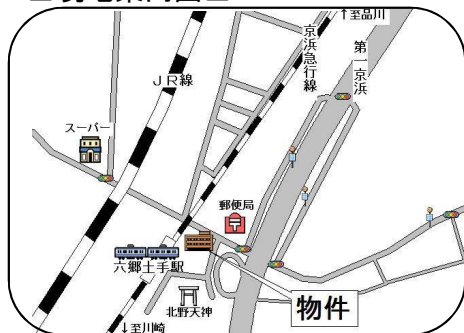 ↑至品川
京浜急行線
第一京浜
JR線
スーパー
郵便局
六郷土手駅
北野天神
物件
↓至川崎